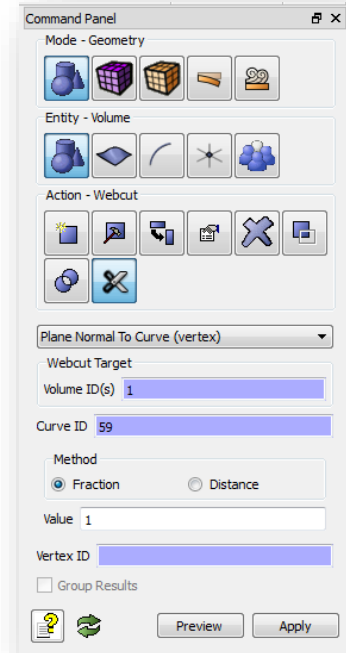 Command Panel
Mode - Geometry
Entity - Volume
Action - Webcut
Plane Normal To Curve (vertex)
Webcut Target
Volume ID(s) 1
Curve ID 59
Method
Fraction Distance
Value 1
Vertex ID
Group Results
Preview Apply